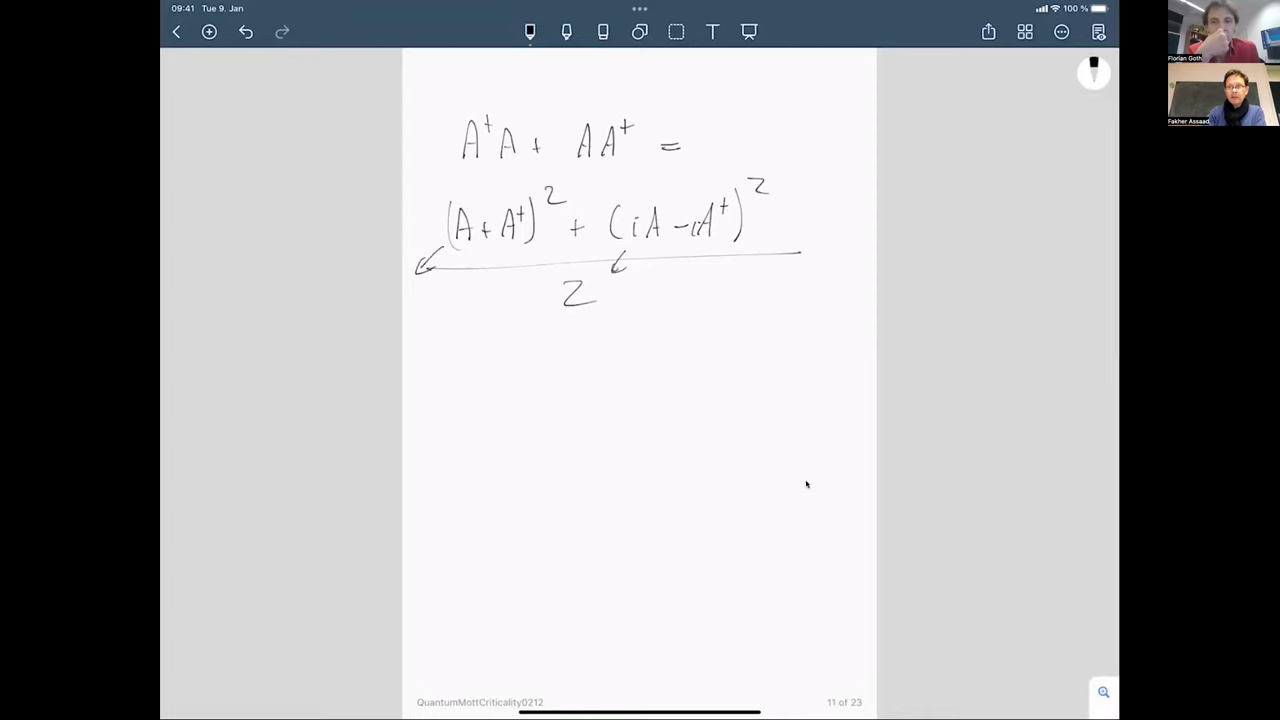 09:41 Tue 9. Jan
100 %
T
Florian Goth
Fakher Assaad
A†A + AA† =
(A + A†)² + (iA - iA†)²
2
QuantumMottCriticality0212
11 of 23